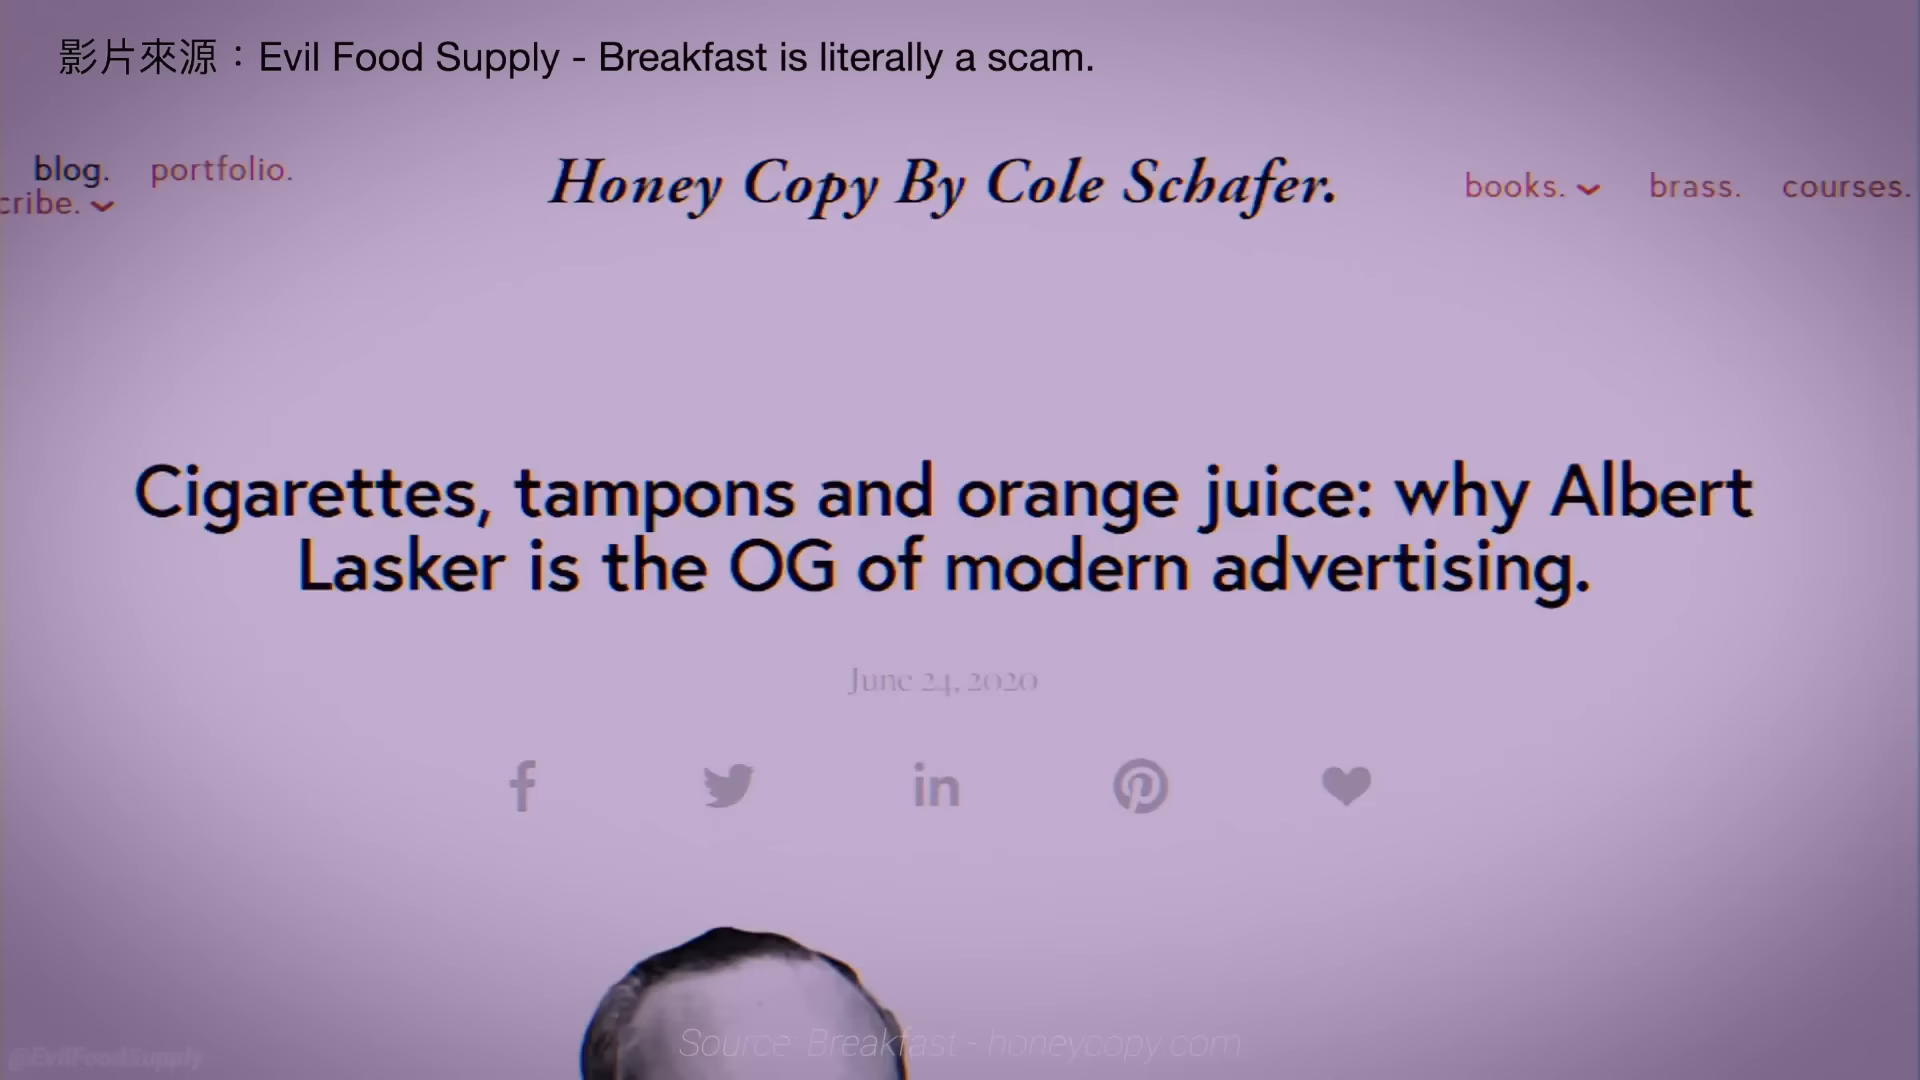 影片來源：Evil Food Supply - Breakfast is literally a scam.
blog. portfolio.
cribe.
Honey Copy By Cole Schafer.
books. brass. courses.
Cigarettes, tampons and orange juice: why Albert
Lasker is the OG of modern advertising.
June 24, 2020
Source: Breakfast - honeycopy.com
@EvilFoodSupply